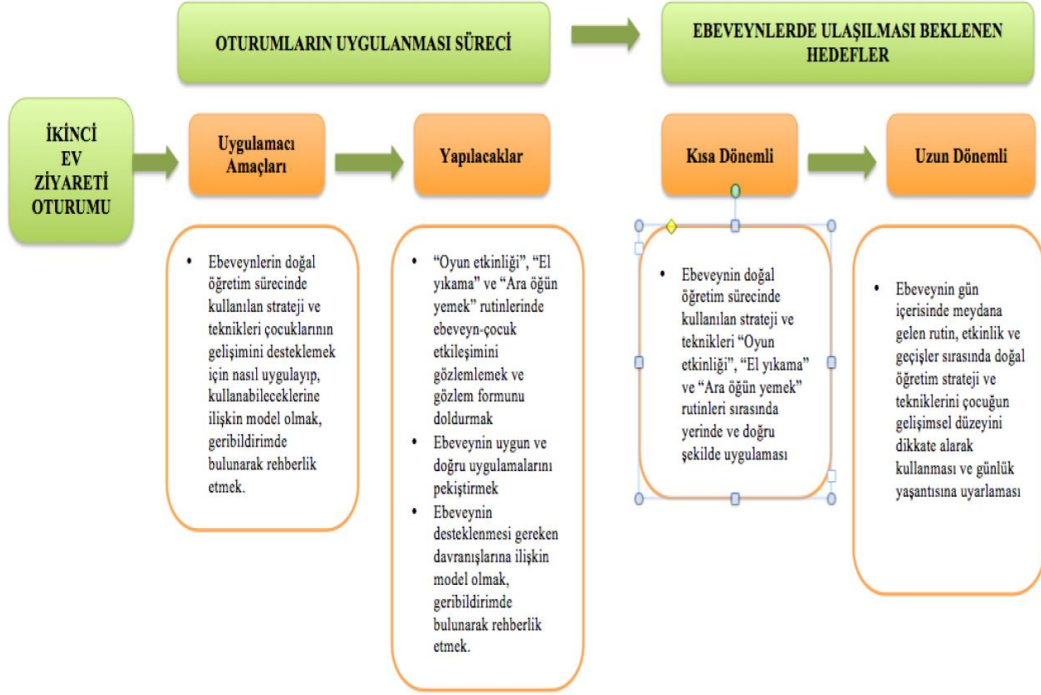 OTURUMLARIN UYGULANMASI SÜRECİ
EBEVEYNLERDE ULAŞILMASI BEKLENEN
HEDEFLER
İKİNCİ
EV
ZİYARETİ
OTURUMU
Uygulamacı
Amaçları
Yapılacaklar
Kısa Dönemli
Uzun Dönemli
• Ebeveynlerin doğal
öğretim sürecinde
kullanılan strateji ve
teknikleri çocuklarının
gelişimini desteklemek
için nasıl uygulayıp,
kullanabileceklerine
ilişkin model olmak,
geribildirimde
bulunarak rehberlik
etmek.
• “Oyun etkinliği”, “El
yıkama” ve “Ara öğün
yemek” rutinlerinde
ebeveyn-çocuk
etkileşimini
gözlemlemek ve
gözlem formunu
doldurmak
• Ebeveynin uygun ve
doğru uygulamalarını
pekiştirmek
• Ebeveynin
desteklenmesi gereken
davranışlarına ilişkin
model olmak,
geribildirimde
bulunarak rehberlik
etmek.
• Ebeveynin doğal
öğretim sürecinde
kullanılan strateji ve
teknikleri “Oyun
etkinliği”, “El yıkama”
ve “Ara öğün yemek”
rutinleri sırasında
yerinde ve doğru
şekilde uygulaması
• Ebeveynin gün
içerisinde meydana
gelen rutin, etkinlik ve
geçişler sırasında doğal
öğretim strateji ve
tekniklerini çocuğun
gelişimsel düzeyini
dikkate alarak
kullanması ve günlük
yaşantısına uyarlaması